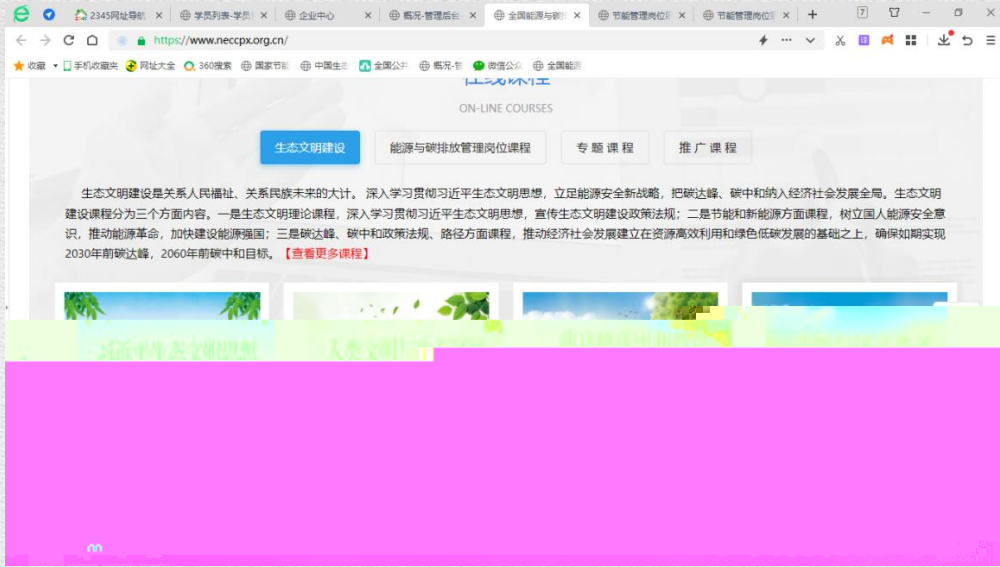 2345网址导航
学员列表-学员
企业中心
概况-管理后台
全国能源与碳
节能管理岗位
节能管理岗位
https://www.neccpx.org.cn/
收藏
手机收藏夹
网址大全
360搜索
国家节能
中国生态
全国公共
概况-管
微信公众
全国能源
在线课程
ON-LINE COURSES
生态文明建设
能源与碳排放管理岗位课程
专 题 课 程
推 广 课 程
生态文明建设是关系人民福祉、关系民族未来的大计。 深入学习贯彻习近平生态文明思想，立足能源安全新战略，把碳达峰、碳中和纳入经济社会发展全局。生态文明
建设课程分为三个方面内容。一是生态文明理论课程，深入学习贯彻习近平生态文明思想，宣传生态文明建设政策法规；二是节能和新能源方面课程，树立国人能源安全意
识，推动能源革命，加快建设能源强国；三是碳达峰、碳中和政策法规、路径方面课程，推动经济社会发展建立在资源高效利用和绿色低碳发展的基础之上，确保如期实现
2030年前碳达峰，2060年前碳中和目标。【查看更多课程】
习近平生态文明思想